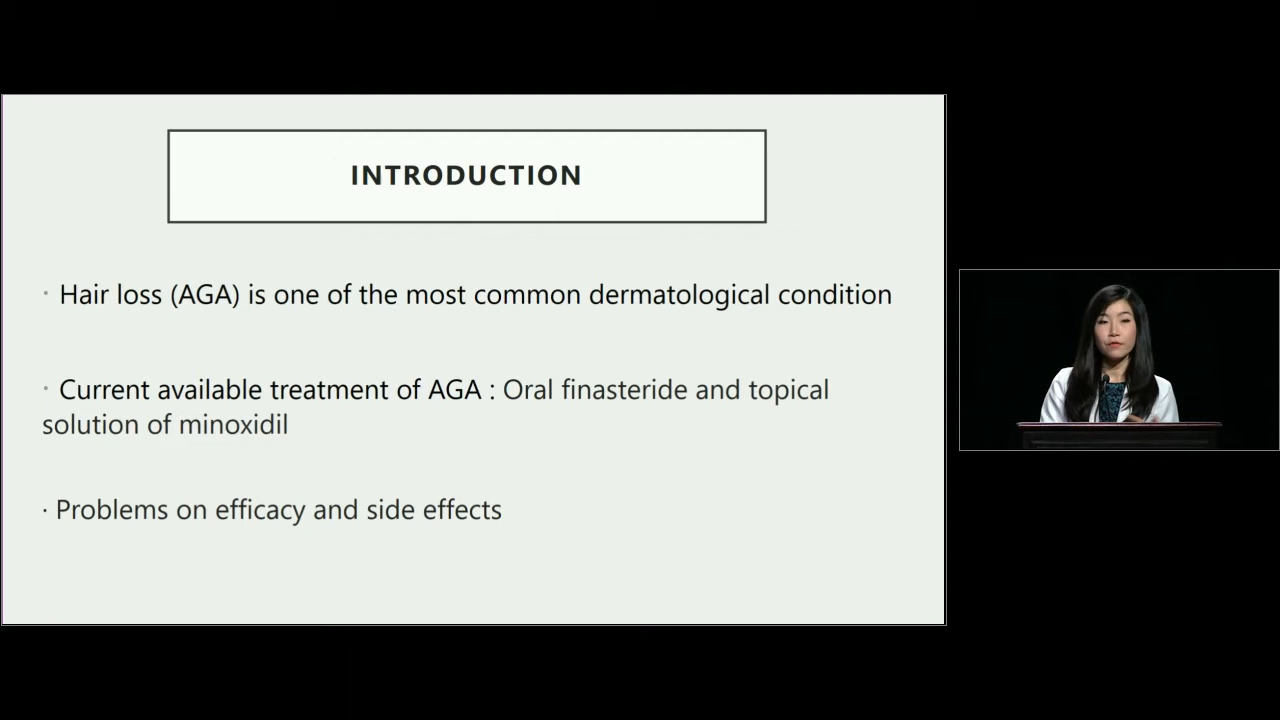 INTRODUCTION
· Hair loss (AGA) is one of the most common dermatological condition
· Current available treatment of AGA : Oral finasteride and topical
solution of minoxidil
· Problems on efficacy and side effects